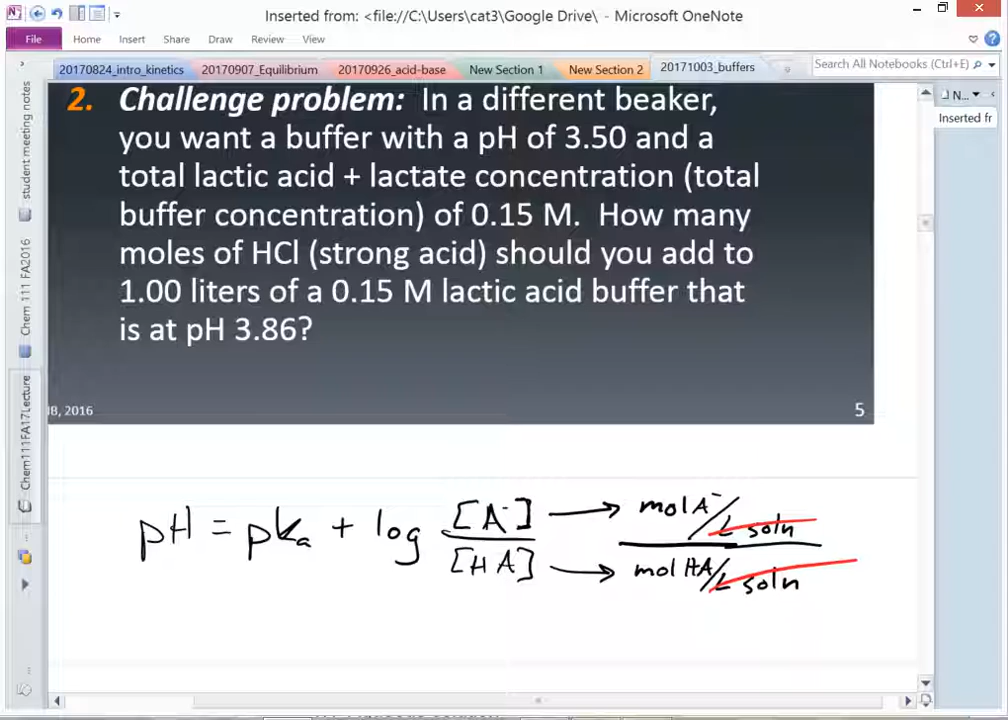 Inserted from: <file://C:\Users\cat3\Google Drive\ - Microsoft OneNote
File Home Insert Share Draw Review View
20170824_intro_kinetics 20170907_Equilibrium 20170926_acid-base New Section 1 New Section 2 20171003_buffers Search All Notebooks (Ctrl+E)
N...
Inserted fr
student meeting notes
Chem 111 FA2016
Chem111FA17Lecture
2. Challenge problem: In a different beaker,
you want a buffer with a pH of 3.50 and a
total lactic acid + lactate concentration (total
buffer concentration) of 0.15 M. How many
moles of HCl (strong acid) should you add to
1.00 liters of a 0.15 M lactic acid buffer that
is at pH 3.86?
8, 2016
5
pH = pKa + log [A⁻] → mol A⁻/L soln
[HA] → mol HA/L soln